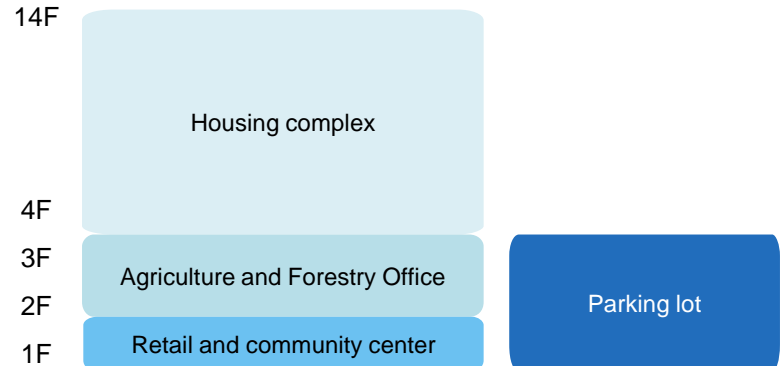 14F
Housing complex
4F
3F
Agriculture and Forestry Office
2F
Parking lot
1F
Retail and community center